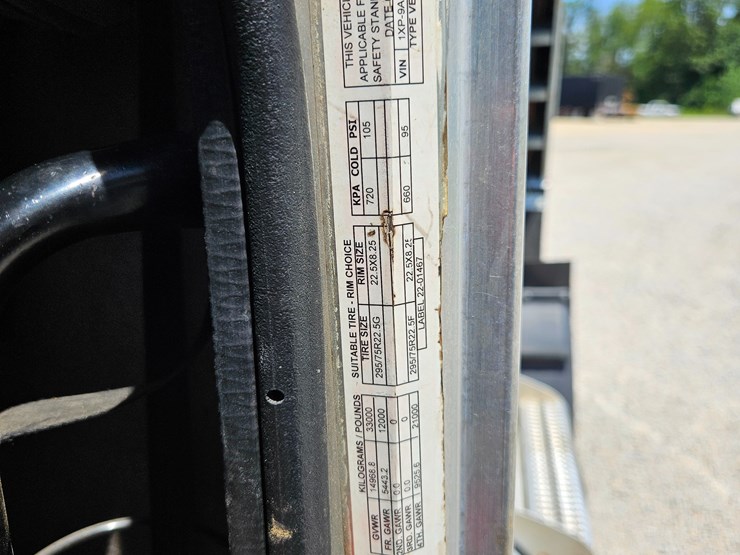 THIS VEHICL
APPLICABLE F
SAFETY STAN
DATE
VIN 1XP-9A
TYPE VE
SUITABLE TIRE - RIM CHOICE
KILOGRAMS / POUNDS TIRE SIZE RIM SIZE KPA COLD PSI
GVWR 14968.6 33000
FR. GAWR 5443.2 12000 295/75R22.5G 22.5X8.25 720 105
2ND. GAWR 0.0 0
3RD. GAWR 0.0 0
4TH. GAWR 9525.6 21000 295/75R22.5F 22.5X8.25 660 95
LABEL 22-01467